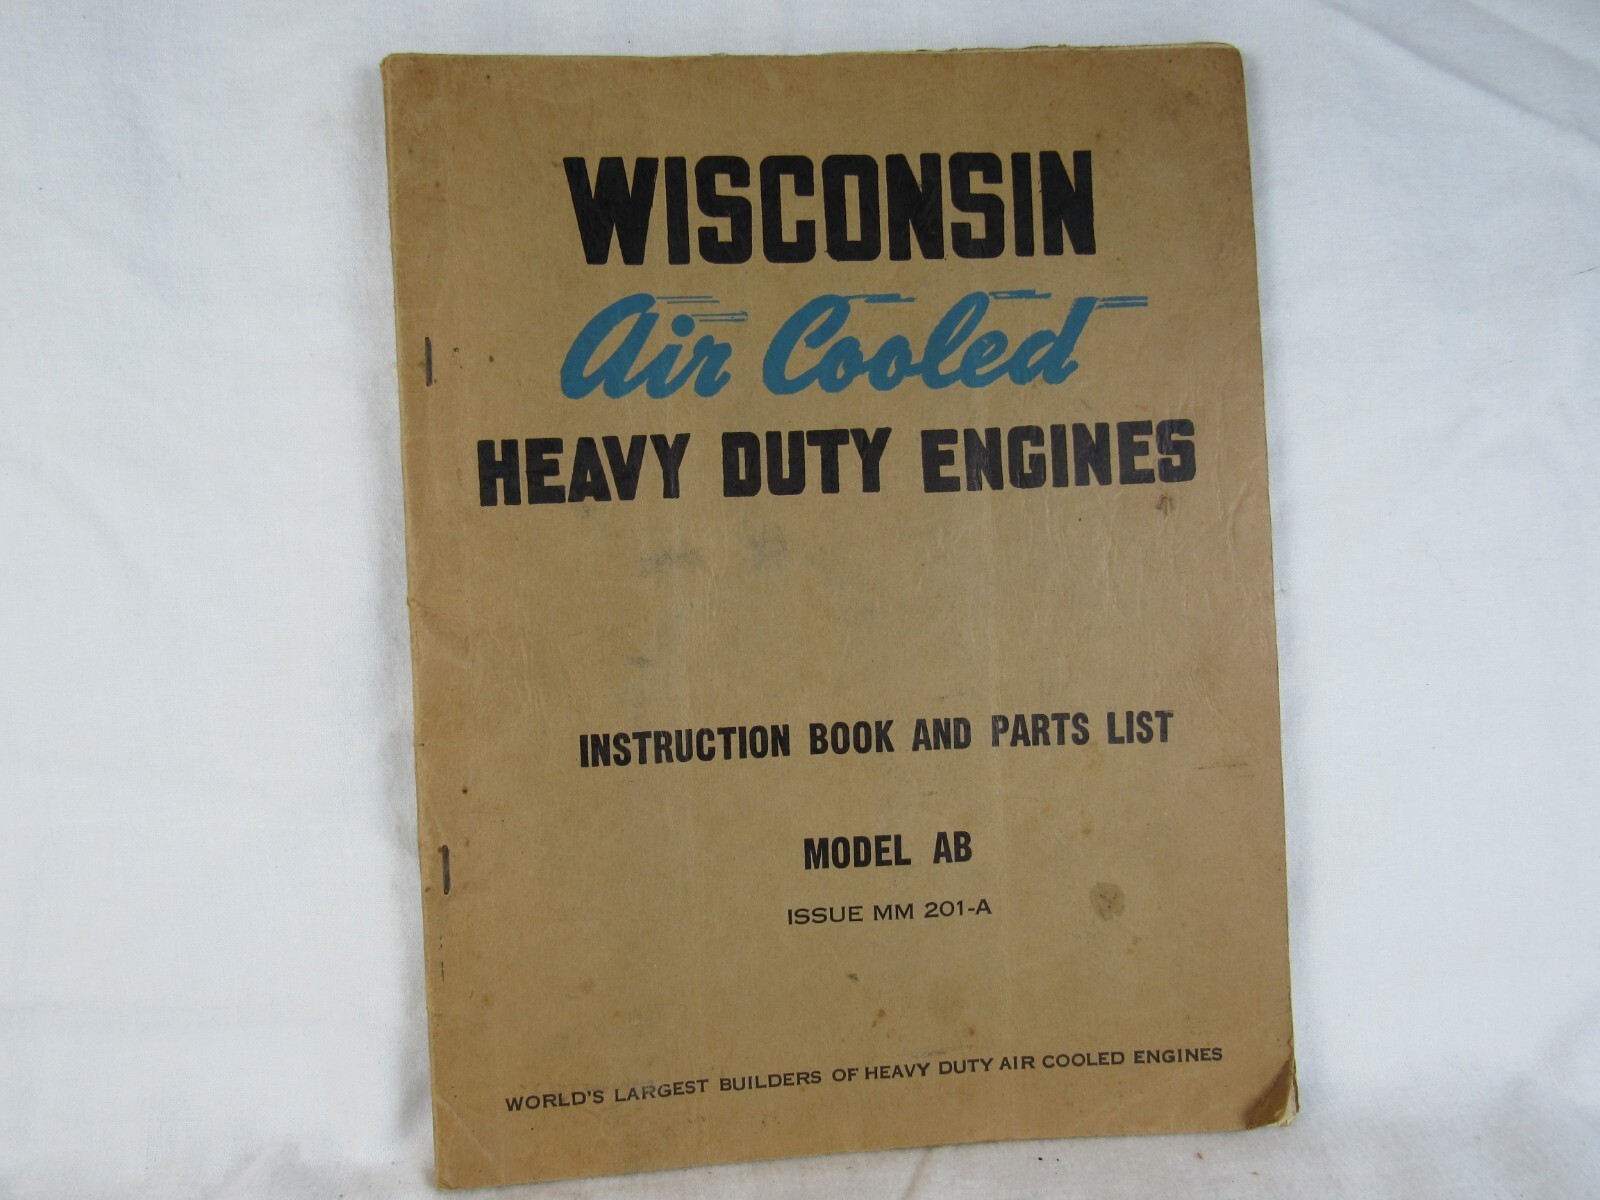 WISCONSIN
Air Cooled
HEAVY DUTY ENGINES
INSTRUCTION BOOK AND PARTS LIST
MODEL AB
ISSUE MM 201-A
WORLD'S LARGEST BUILDERS OF HEAVY DUTY AIR COOLED ENGINES